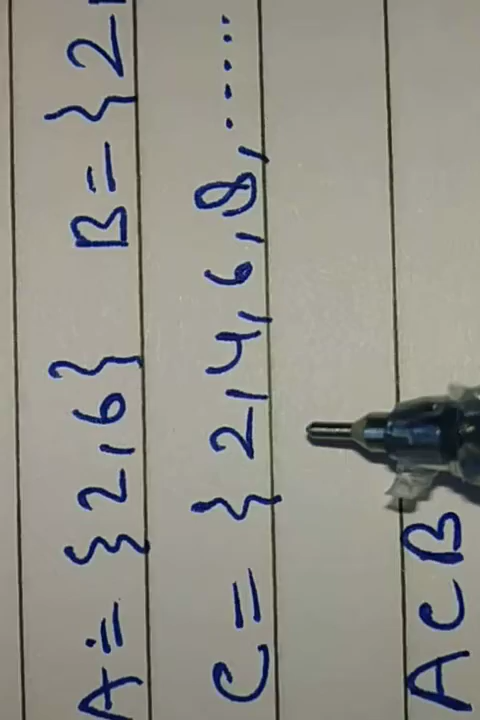 A = {2,6} B = {2,
C = {2,4,6,8,.....
A ⊂ B